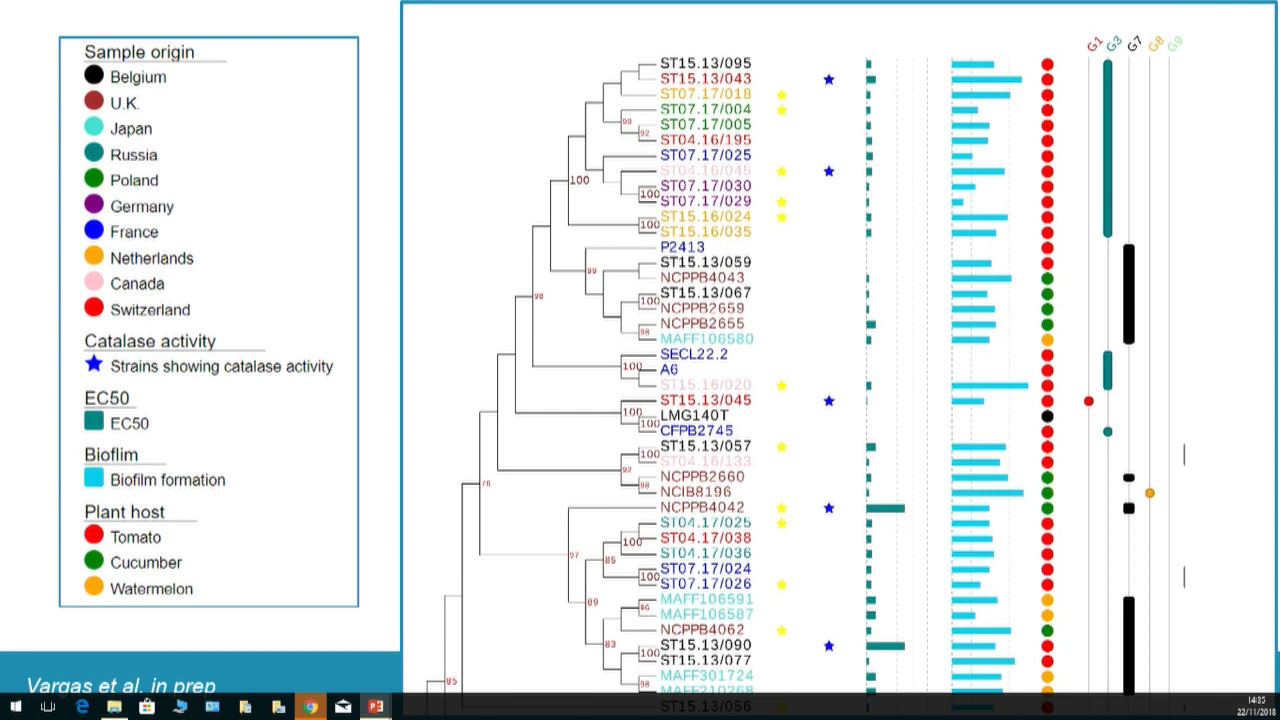 Sample origin
Belgium
U.K.
Japan
Russia
Poland
Germany
France
Netherlands
Canada
Switzerland
Catalase activity
Strains showing catalase activity
EC50
EC50
Bioflim
Biofilm formation
Plant host
Tomato
Cucumber
Watermelon
Vargas et al. in prep
G1 G3 G7 G8 G9
ST15.13/095
ST15.13/043
ST07.17/018
ST07.17/004
99 ST07.17/005
92 ST04.16/195
ST07.17/025
100 ST04.16/045
ST07.17/030
100 ST07.17/029
ST15.16/024
100 ST15.16/035
P2413
ST15.13/059
99 NCPPB4043
ST15.13/067
98 100 NCPPB2659
NCPPB2655
98 MAFF106580
SECL22.2
100 A6
ST15.16/020
ST15.13/045
100 LMG140T
100 CFPB2745
ST15.13/057
100 ST04.16/133
92 NCPPB2660
76 98 NCIB8196
NCPPB4042
ST04.17/025
100 ST04.17/038
97 85 ST04.17/036
ST07.17/024
100 ST07.17/026
MAFF106591
89 96 MAFF106587
NCPPB4062
83 ST15.13/090
100 ST15.13/077
MAFF301724
85 98 MAFF210268
ST15.13/056
14:35
22/11/2018